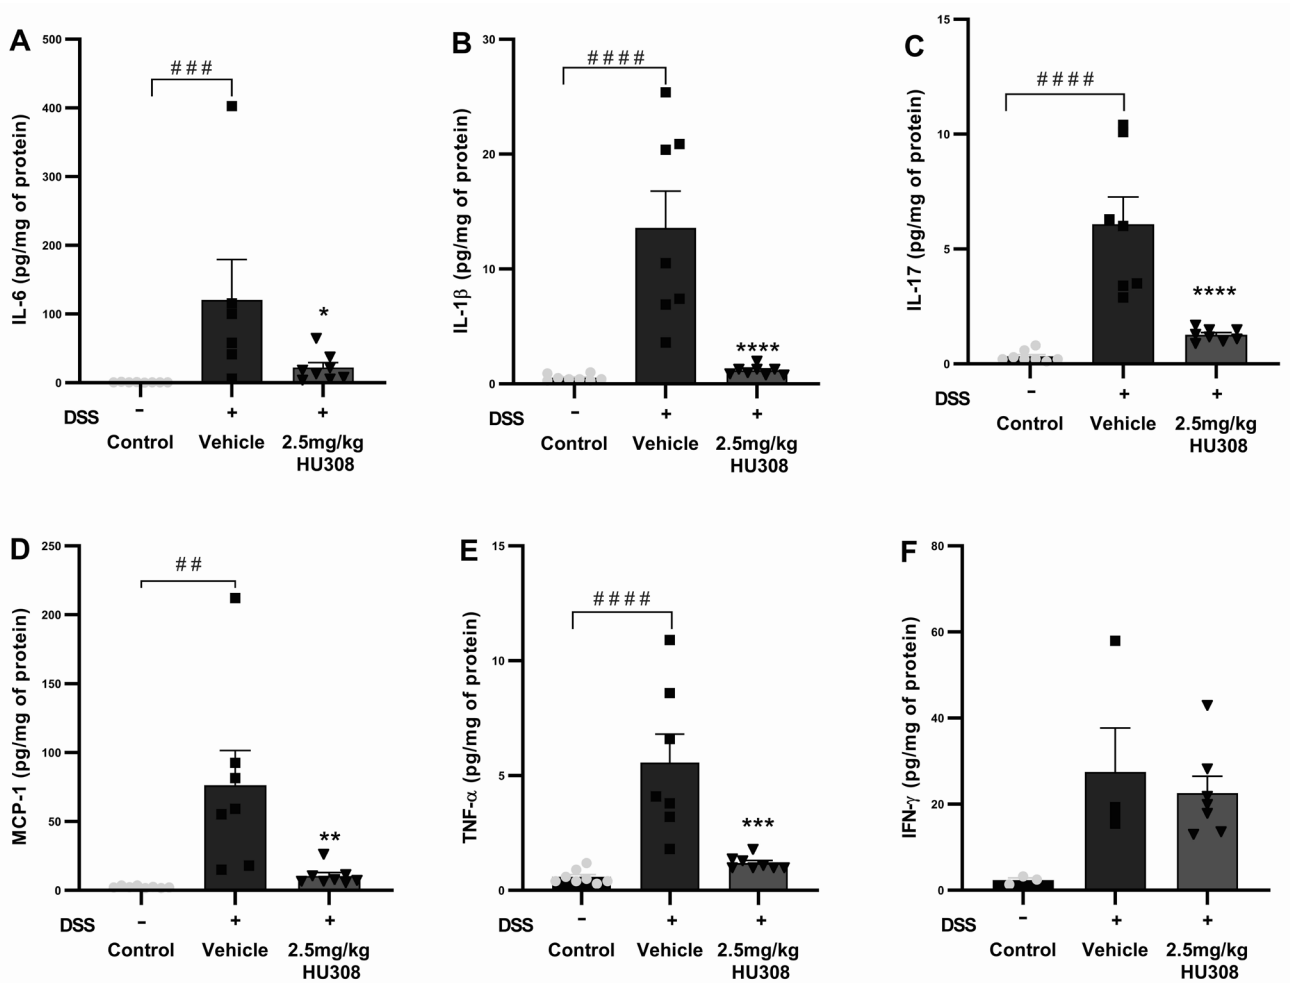 A
IL-6 (pg/mg of protein)
500
400
300
200
100
0
# # #
*
DSS - + +
Control Vehicle 2.5mg/kg
HU308
B
IL-1β (pg/mg of protein)
30
20
10
0
# # # #
****
- + +
Control Vehicle 2.5mg/kg
HU308
C
IL-17 (pg/mg of protein)
15
10
5
0
# # # #
****
DSS - + +
Control Vehicle 2.5mg/kg
HU308
D
MCP-1 (pg/mg of protein)
250
200
150
100
50
0
# #
**
DSS - + +
Control Vehicle 2.5mg/kg
HU308
E
TNF-α (pg/mg of protein)
15
10
5
0
# # # #
***
DSS - + +
Control Vehicle 2.5mg/kg
HU308
F
IFN-γ (pg/mg of protein)
80
60
40
20
0
DSS - + +
Control Vehicle 2.5mg/kg
HU308